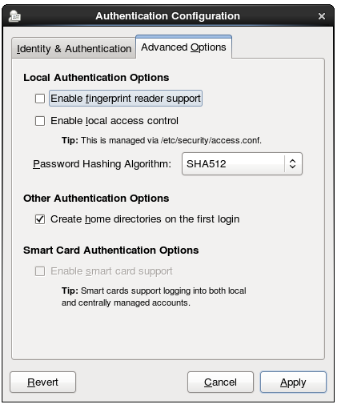 Authentication Configuration
Identity & Authentication
Advanced Options
Local Authentication Options
Enable fingerprint reader support
Enable local access control
Tip: This is managed via /etc/security/access.conf.
Password Hashing Algorithm: SHA512
Other Authentication Options
Create home directories on the first login
Smart Card Authentication Options
Enable smart card support
Tip: Smart cards support logging into both local
and centrally managed accounts.
Revert
Cancel
Apply